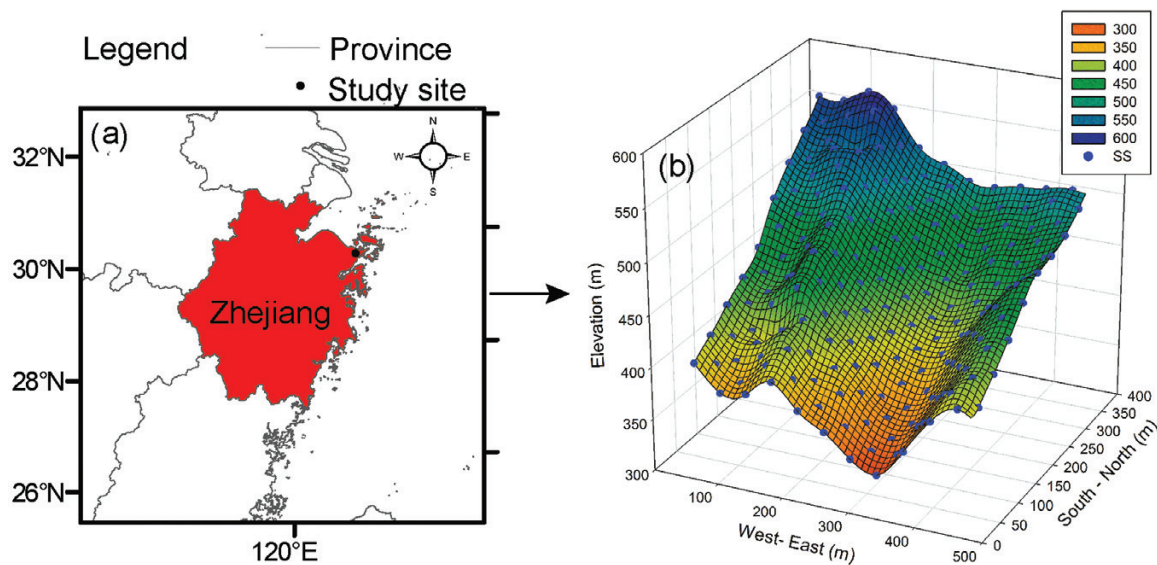 Legend
Province
Study site
(a)
N
W
E
S
32°N
30°N
28°N
26°N
120°E
Zhejiang
(b)
300
350
400
450
500
550
600
SS
600
550
500
450
400
350
300
Elevation (m)
100
200
300
400
500
West- East (m)
0
50
100
150
200
250
300
350
400
South - North (m)